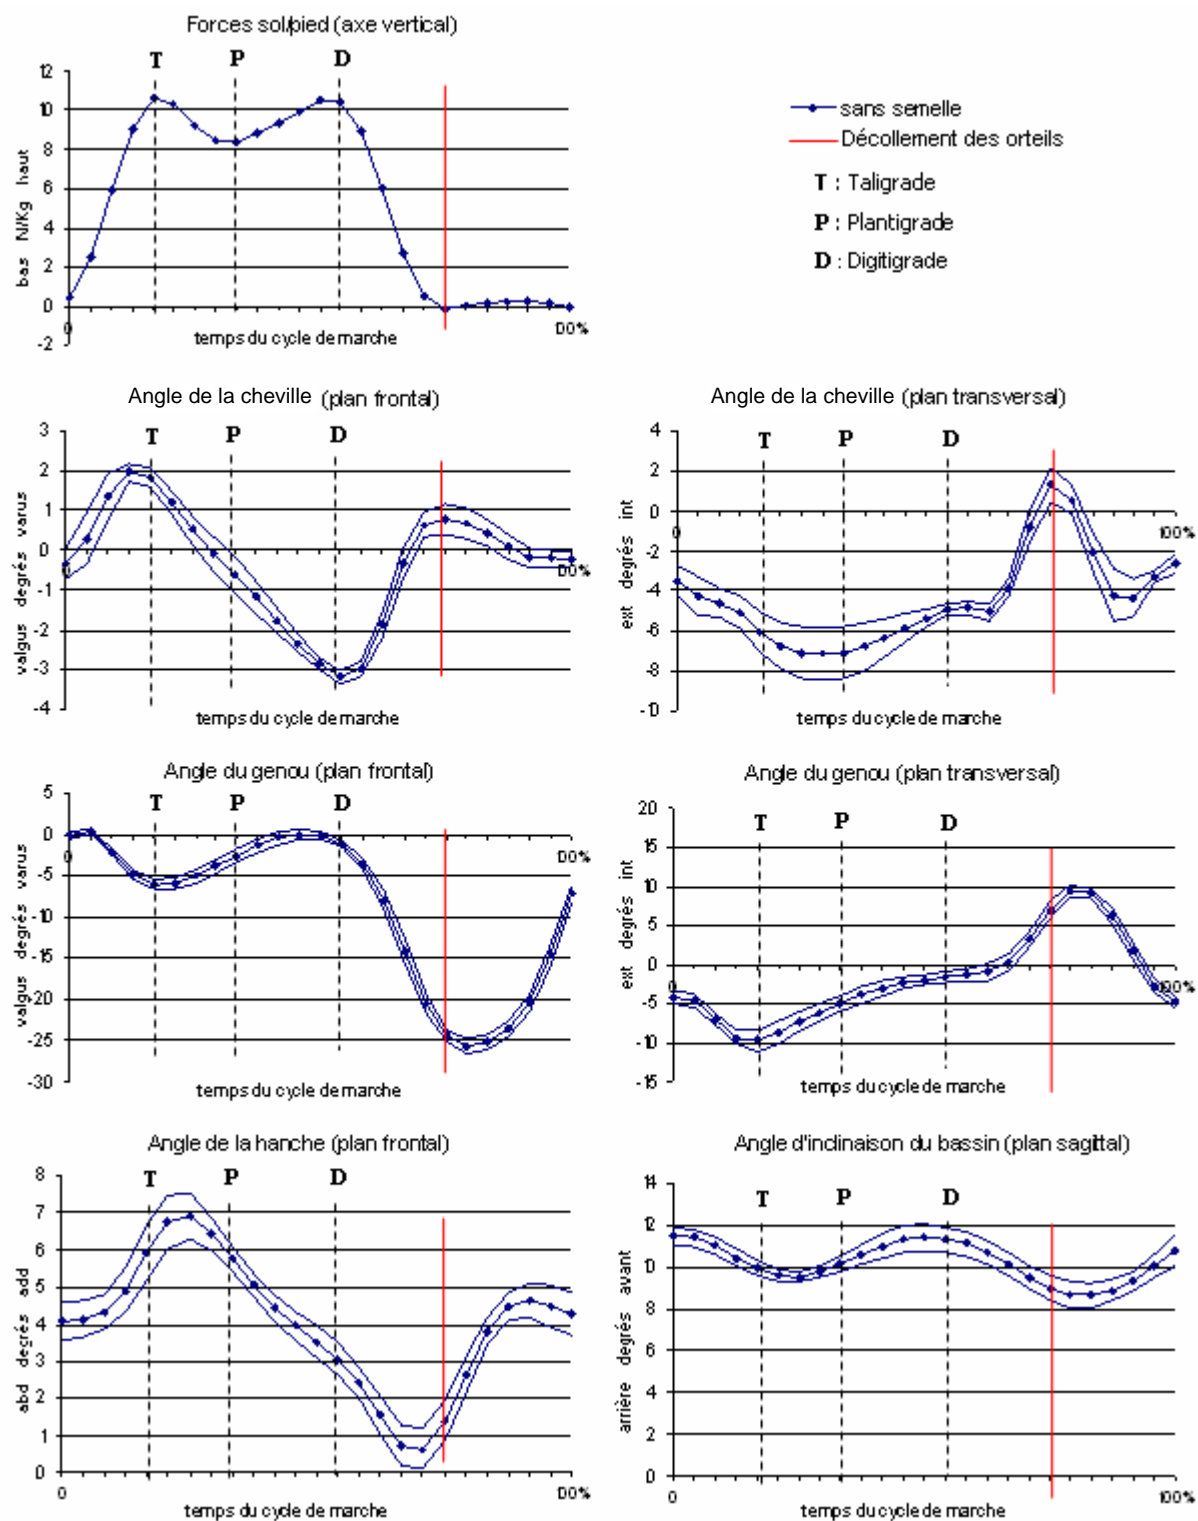 Forces sol/pied (axe vertical)
T P D
12
10
8
6
4
2
0
-2
bas N/Kg haut
0 100%
temps du cycle de marche
sans semelle
Décollement des orteils
T : Taligrade
P : Plantigrade
D : Digitigrade
Angle de la cheville (plan frontal)
T P D
3
2
1
0
-1
-2
-3
-4
valgus degrés varus
0 100%
temps du cycle de marche
Angle de la cheville (plan transversal)
T P D
4
2
0
-2
-4
-6
-8
-10
ext degrés int
0 100%
temps du cycle de marche
Angle du genou (plan frontal)
T P D
5
0
-5
-10
-15
-20
-25
-30
valgus degrés varus
0 100%
temps du cycle de marche
Angle du genou (plan transversal)
T P D
20
15
10
5
0
-5
-10
-15
ext degrés int
0 100%
temps du cycle de marche
Angle de la hanche (plan frontal)
T P D
8
7
6
5
4
3
2
1
0
abd degrés add
0 100%
temps du cycle de marche
Angle d'inclinaison du bassin (plan sagittal)
T P D
14
12
10
8
6
4
2
0
arrière degrés avant
0 100%
temps du cycle de marche